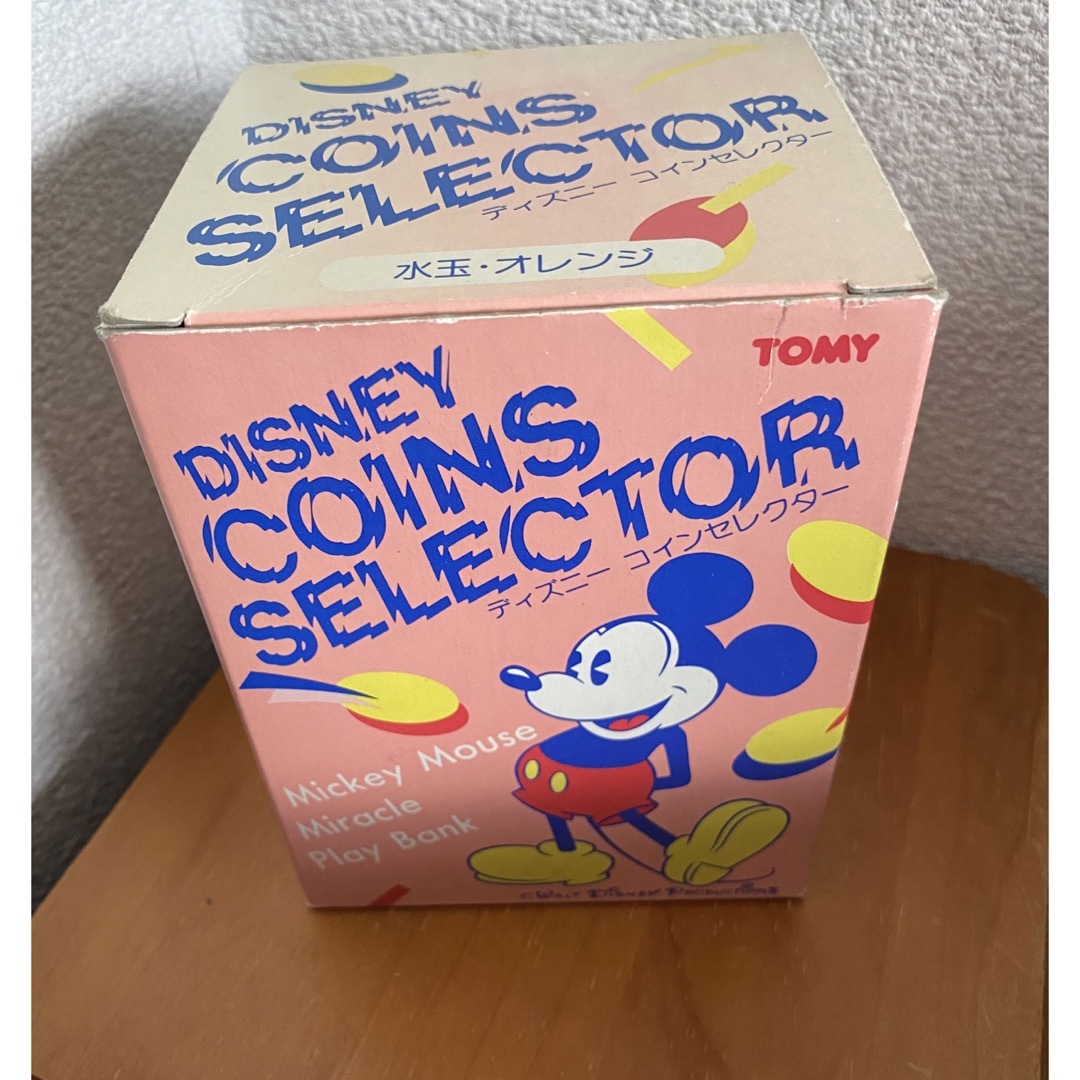 DISNEY
COINS
SELECTOR
ディズニー コインセレクター
水玉・オレンジ
TOMY
DISNEY
COINS
SELECTOR
ディズニー コインセレクター
Mickey Mouse
Miracle
Play Bank
© WALT DISNEY PRODUCTIONS